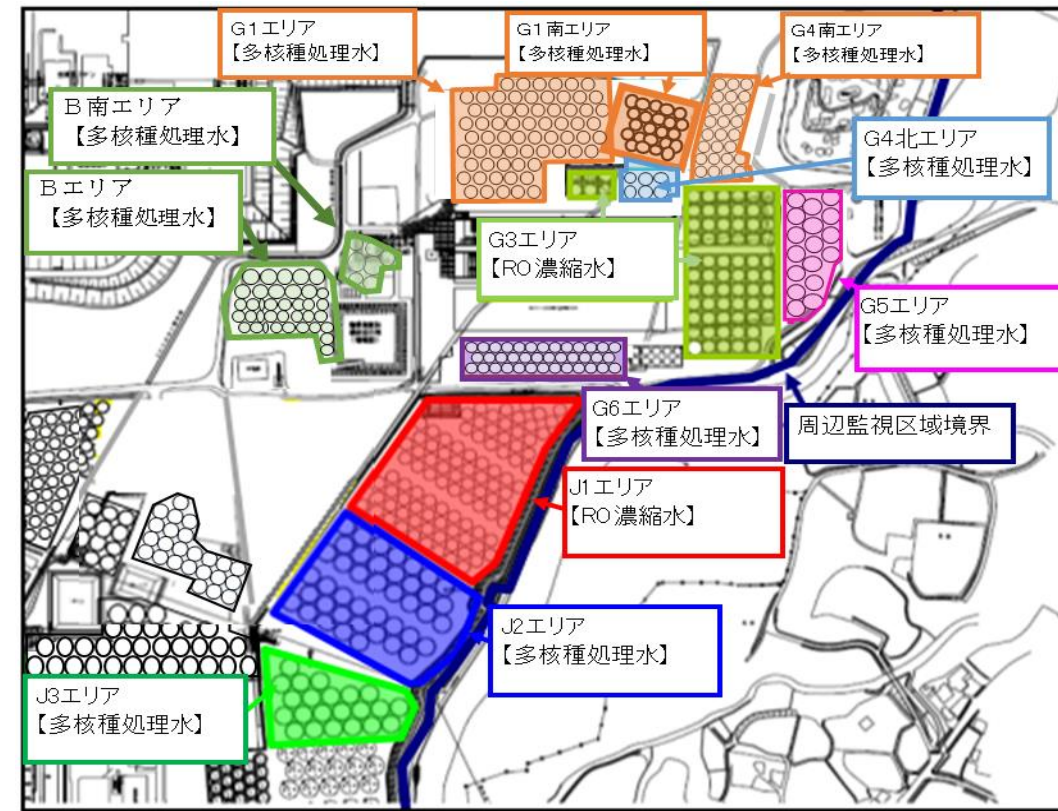 G1エリア
【多核種処理水】
G1南エリア
【多核種処理水】
G4南エリア
【多核種処理水】
B南エリア
【多核種処理水】
G4北エリア
【多核種処理水】
Bエリア
【多核種処理水】
G3エリア
【RO濃縮水】
G5エリア
【多核種処理水】
G6エリア
【多核種処理水】
周辺監視区域境界
J1エリア
【RO濃縮水】
J2エリア
【多核種処理水】
J3エリア
【多核種処理水】